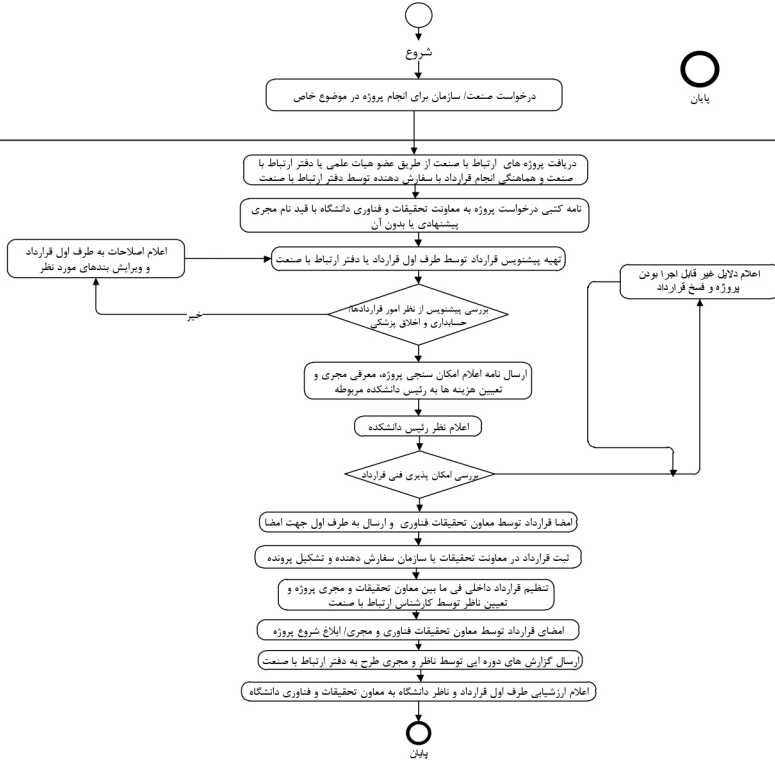 شروع
پایان
درخواست صنعت/ سازمان برای انجام پروژه در موضوع خاص
دریافت پروژه های ارتباط با صنعت از طریق عضو هیات علمی یا دفتر ارتباط با
صنعت و هماهنگی انجام قرارداد با سفارش دهنده توسط دفتر ارتباط با صنعت
نامه کتبی درخواست پروژه به معاونت تحقیقات و فناوری دانشگاه با قید نام مجری
پیشنهادی یا بدون آن
تهیه پیشنویس قرارداد توسط طرف اول قرارداد یا دفتر ارتباط با صنعت
اعلام اصلاحات به طرف اول قرارداد
و ویرایش بندهای مورد نظر
اعلام دلایل غیر قابل اجرا بودن
پروژه و فسخ قرارداد
بررسی پیشنویس از نظر امور قراردادها/
حسابداری و اخلاق پزشکی
خیر
ارسال نامه اعلام امکان سنجی پروژه، معرفی مجری و
تعیین هزینه ها به رئیس دانشکده مربوطه
اعلام نظر رئیس دانشکده
بررسی امکان پذیری فنی قرارداد
امضا قرارداد توسط معاون تحقیقات فناوری و ارسال به طرف اول جهت امضا
ثبت قرارداد در معاونت تحقیقات یا سازمان سفارش دهنده و تشکیل پرونده
تنظیم قرارداد داخلی فی ما بین معاون تحقیقات و مجری پروژه و
تعیین ناظر توسط کارشناس ارتباط با صنعت
امضای قرارداد توسط معاون تحقیقات فناوری و مجری/ ابلاغ شروع پروژه
ارسال گزارش های دوره ایی توسط ناظر و مجری طرح به دفتر ارتباط با صنعت
اعلام ارزشیابی طرف اول قرارداد و ناظر دانشگاه به معاون تحقیقات و فناوری دانشگاه
پایان